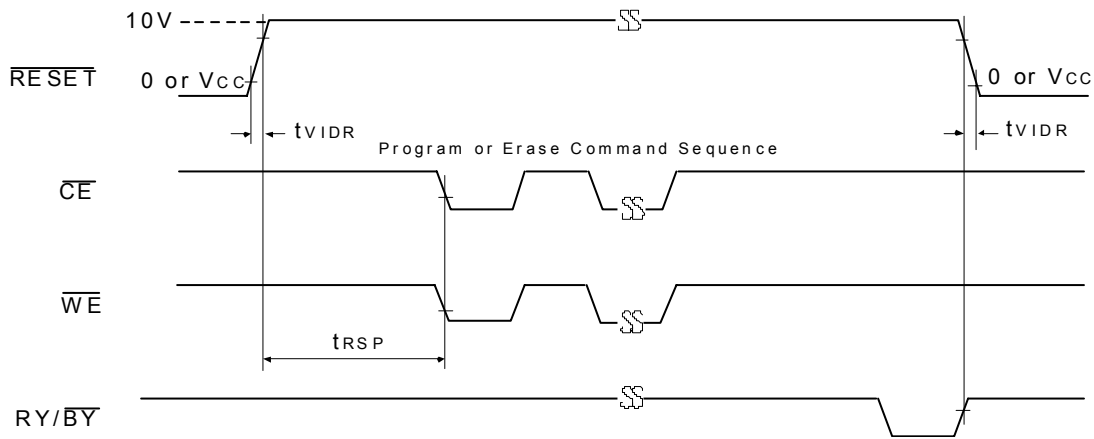 10V
RESET
0 or VCC
0 or VCC
tVIDR
tVIDR
Program or Erase Command Sequence
CE
WE
tRSP
RY/BY